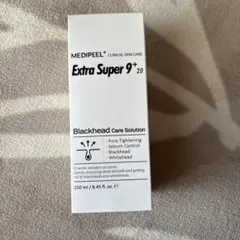 MEDIPEEL+ CLINICAL SKIN CARE
Extra Super 9+ 2.0
Blackhead Care Solution
· Pore Tightening
· Sebum Control
· Blackhead
· Whitehead
250 ml / 8.45 fl. oz. e